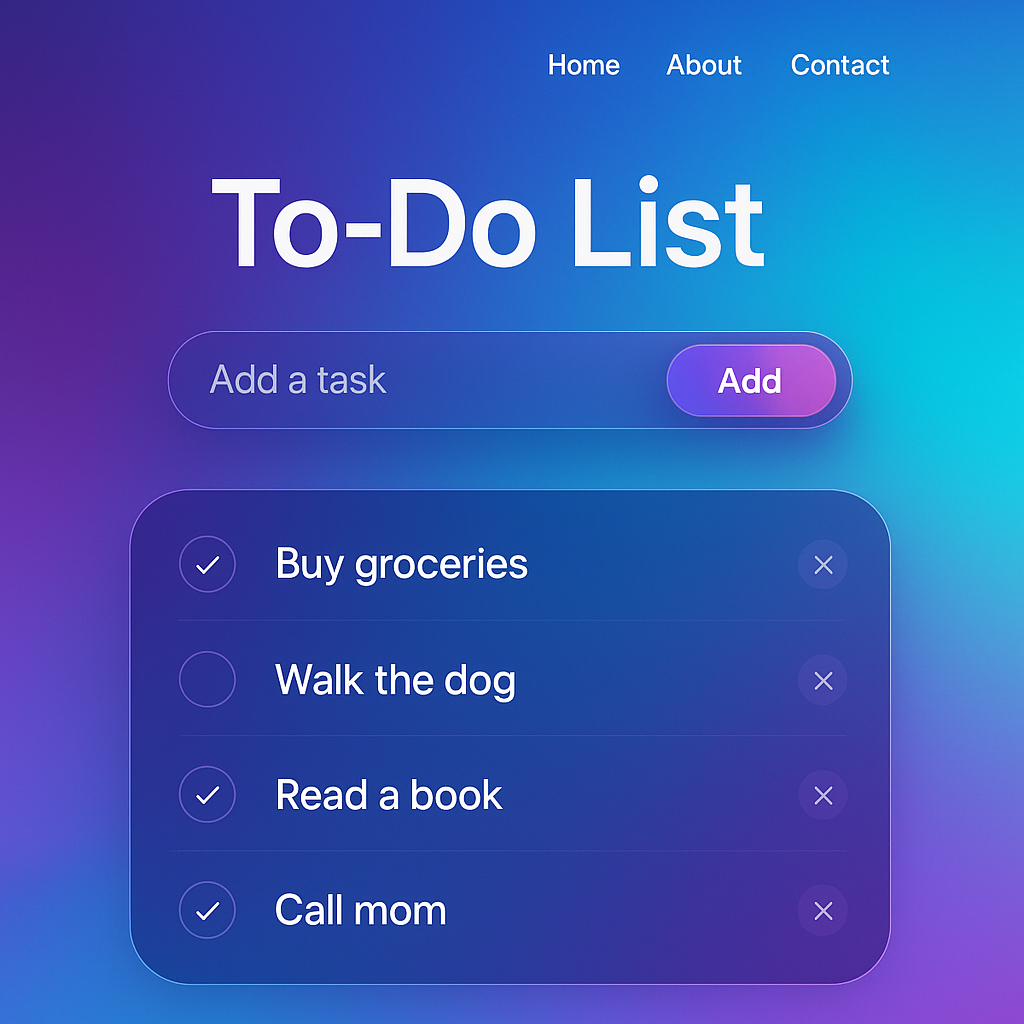 Home About Contact
To-Do List
Add a task Add
Buy groceries
Walk the dog
Read a book
Call mom